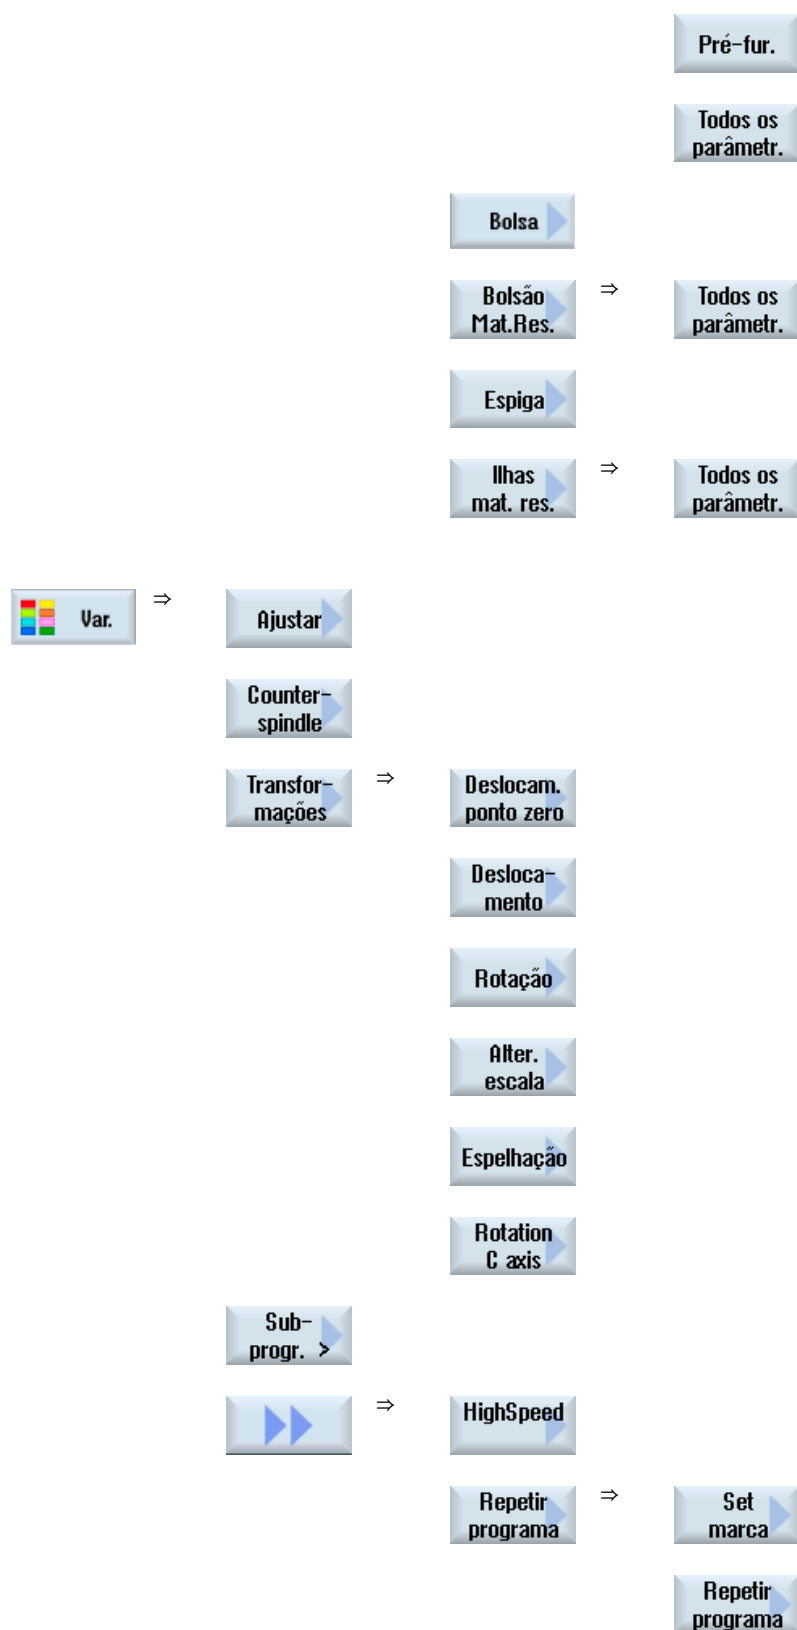 Pré-fur.
Todos os
parâmetr.
Bolsa
Bolsão
Mat.Res.
⇒
Todos os
parâmetr.
Espiga
Ilhas
mat. res.
⇒
Todos os
parâmetr.
Var.
⇒
Ajustar
Counter-
spindle
Transfor-
mações
⇒
Deslocam.
ponto zero
Desloca-
mento
Rotação
Alter.
escala
Espelhação
Rotation
C axis
Sub-
progr. >
⇒
HighSpeed
Repetir
programa
⇒
Set
marca
Repetir
programa